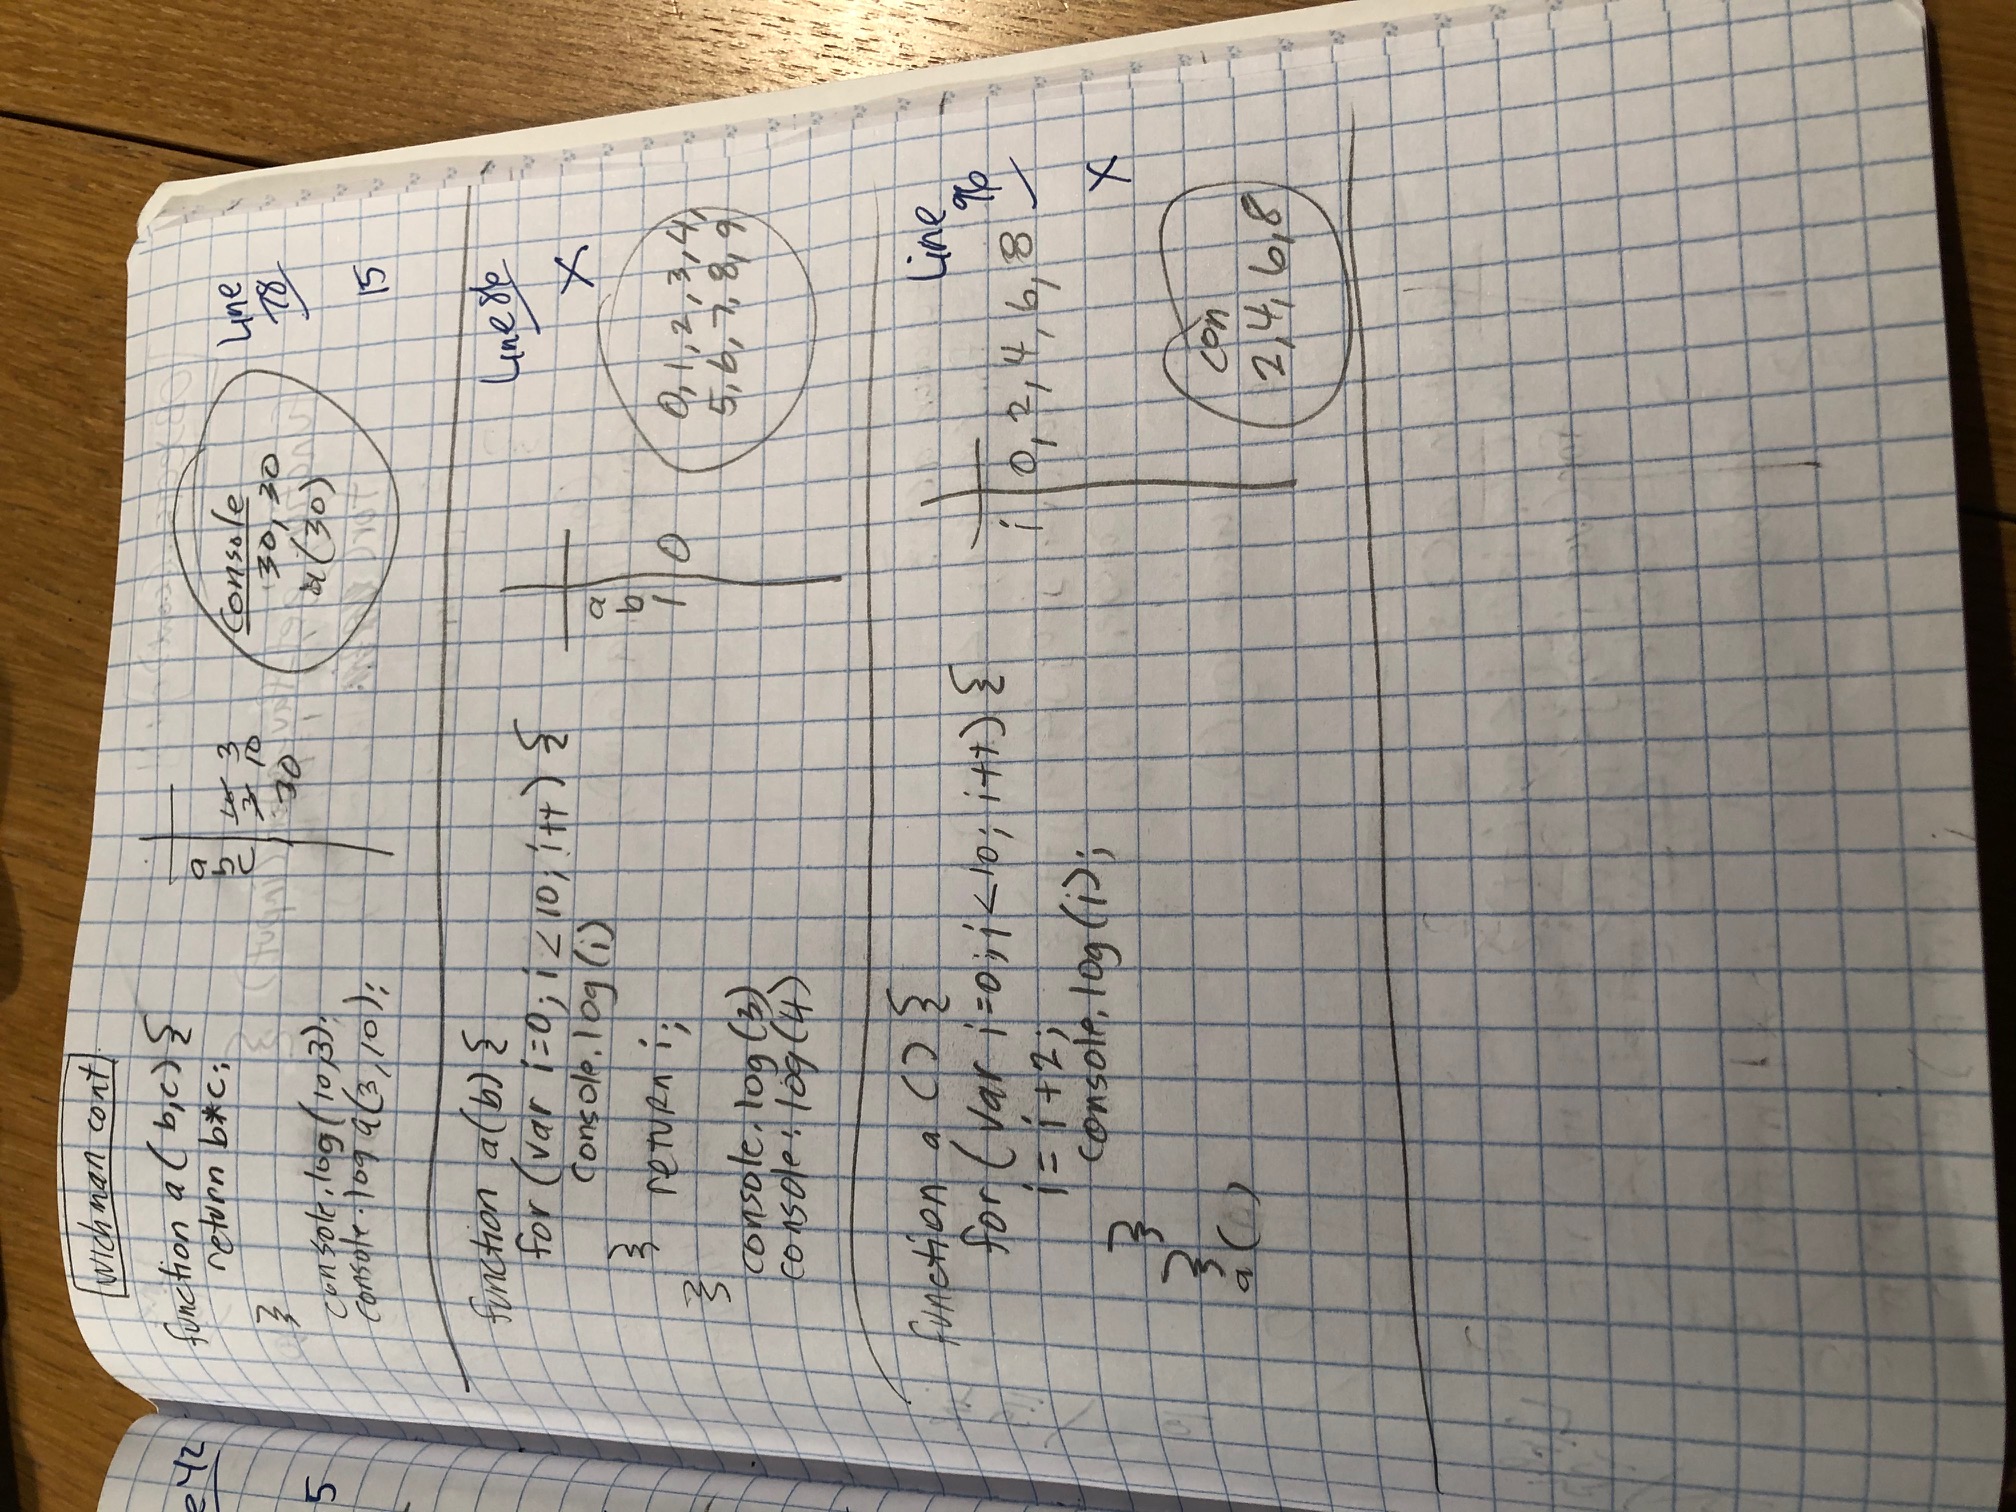 Wichman cont.
e 42
5
function a ( b,c) {
return b*c;
}
console.log(10,3);
console.log a(3,10);
a
b 10 3
c 3 10
30
console
30, 30
a(30)
Line
78
15
function a(b) {
for (var i=0; i<10; i++) {
console.log(i)
}
return i;
}
console.log(3)
console.log(4)
a
b
i 0
Line 86
X
0, 1, 2, 3, 4,
5, 6, 7, 8, 9
function a () {
for ( var i=0; i<10; i++) {
i = i +2;
console.log(i);
}
}
a ( )
i 0, 2, 4, 6, 8
Line
96
X
con
2, 4, 6, 8